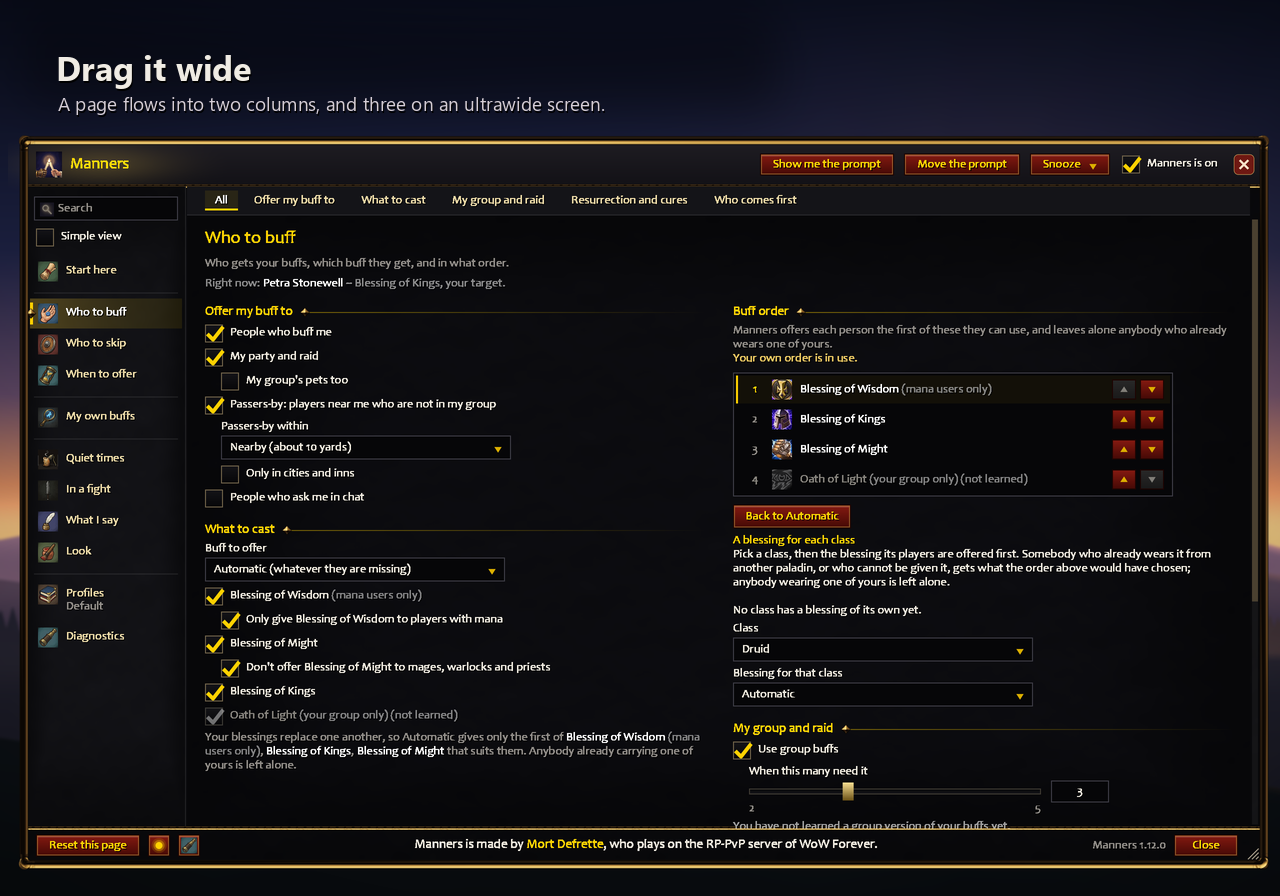 Drag it wide
A page flows into two columns, and three on an ultrawide screen.
Manners
Show me the prompt
Move the prompt
Snooze
Manners is on
Search
Simple view
Start here
Who to buff
Who to skip
When to offer
My own buffs
Quiet times
In a fight
What I say
Look
Profiles
Default
Diagnostics
All
Offer my buff to
What to cast
My group and raid
Resurrection and cures
Who comes first
Who to buff
Who gets your buffs, which buff they get, and in what order.
Right now: Petra Stonewell – Blessing of Kings, your target.
Offer my buff to
People who buff me
My party and raid
My group's pets too
Passers-by: players near me who are not in my group
Passers-by within
Nearby (about 10 yards)
Only in cities and inns
People who ask me in chat
What to cast
Buff to offer
Automatic (whatever they are missing)
Blessing of Wisdom (mana users only)
Only give Blessing of Wisdom to players with mana
Blessing of Might
Don't offer Blessing of Might to mages, warlocks and priests
Blessing of Kings
Oath of Light (your group only) (not learned)
Your blessings replace one another, so Automatic gives only the first of Blessing of Wisdom (mana
users only), Blessing of Kings, Blessing of Might that suits them. Anybody already carrying one of
yours is left alone.
Buff order
Manners offers each person the first of these they can use, and leaves alone anybody who already
wears one of yours.
Your own order is in use.
1 Blessing of Wisdom (mana users only)
2 Blessing of Kings
3 Blessing of Might
4 Oath of Light (your group only) (not learned)
Back to Automatic
A blessing for each class
Pick a class, then the blessing its players are offered first. Somebody who already wears it from
another paladin, or who cannot be given it, gets what the order above would have chosen;
anybody wearing one of yours is left alone.
No class has a blessing of its own yet.
Class
Druid
Blessing for that class
Automatic
My group and raid
Use group buffs
When this many need it
3
2
5
You have not learned a group version of your buffs yet.
Reset this page
Manners is made by Mort Defrette, who plays on the RP-PvP server of WoW Forever.
Manners 1.12.0
Close